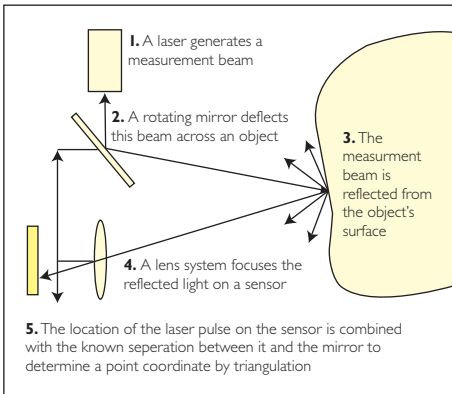 1. A laser generates a
measurement beam
2. A rotating mirror deflects
this beam across an object
3. The
measurment
beam is
reflected from
the object's
surface
4. A lens system focuses the
reflected light on a sensor
5. The location of the laser pulse on the sensor is combined
with the known seperation between it and the mirror to
determine a point coordinate by triangulation